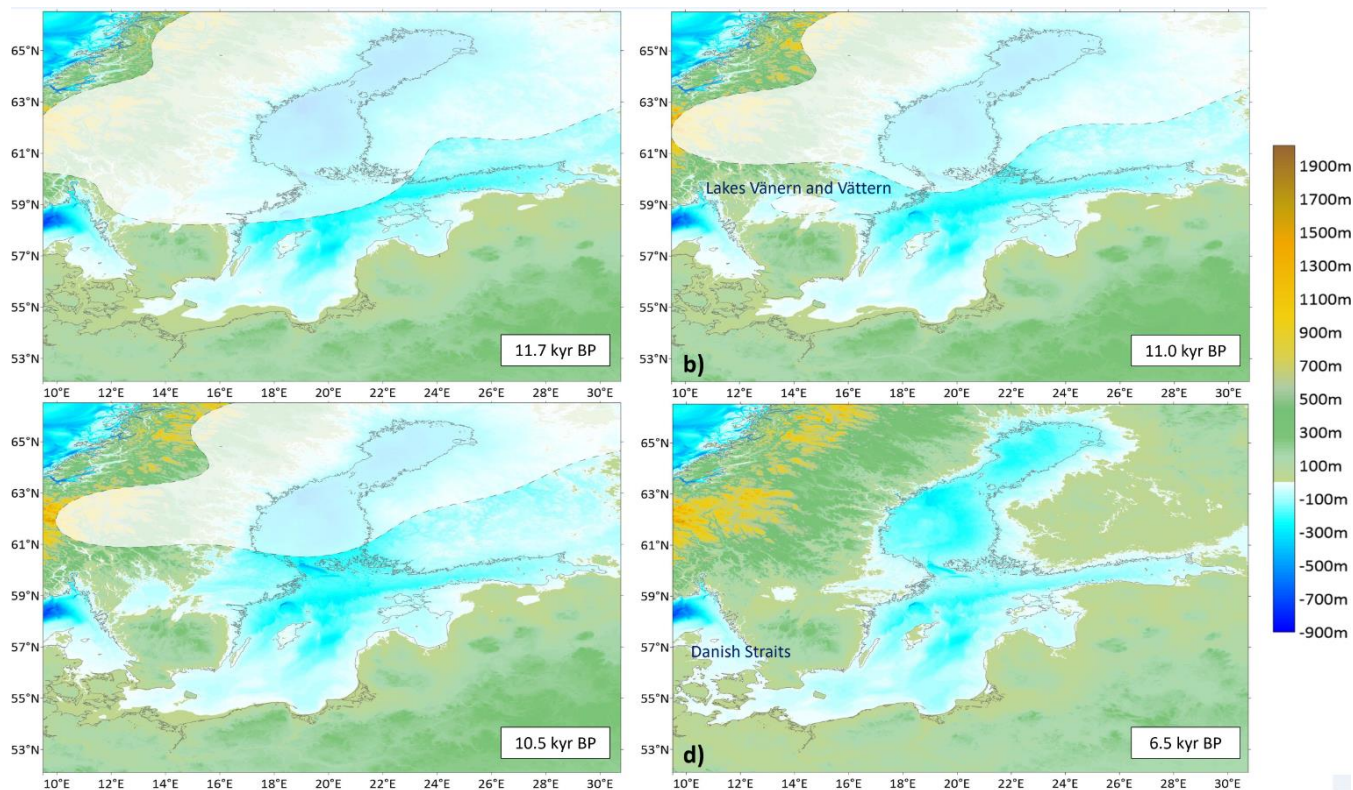 65°N
63°N
61°N
59°N
57°N
55°N
53°N
11.7 kyr BP
10°E
12°E
14°E
16°E
18°E
20°E
22°E
24°E
26°E
28°E
30°E
65°N
63°N
61°N
59°N
57°N
55°N
53°N
Lakes Vänern and Vättern
b)
11.0 kyr BP
10°E
12°E
14°E
16°E
18°E
20°E
22°E
24°E
26°E
28°E
30°E
65°N
63°N
61°N
59°N
57°N
55°N
53°N
10.5 kyr BP
10°E
12°E
14°E
16°E
18°E
20°E
22°E
24°E
26°E
28°E
30°E
65°N
63°N
61°N
59°N
57°N
55°N
53°N
Danish Straits
d)
6.5 kyr BP
10°E
12°E
14°E
16°E
18°E
20°E
22°E
24°E
26°E
28°E
30°E
1900m
1700m
1500m
1300m
1100m
900m
700m
500m
300m
100m
-100m
-300m
-500m
-700m
-900m